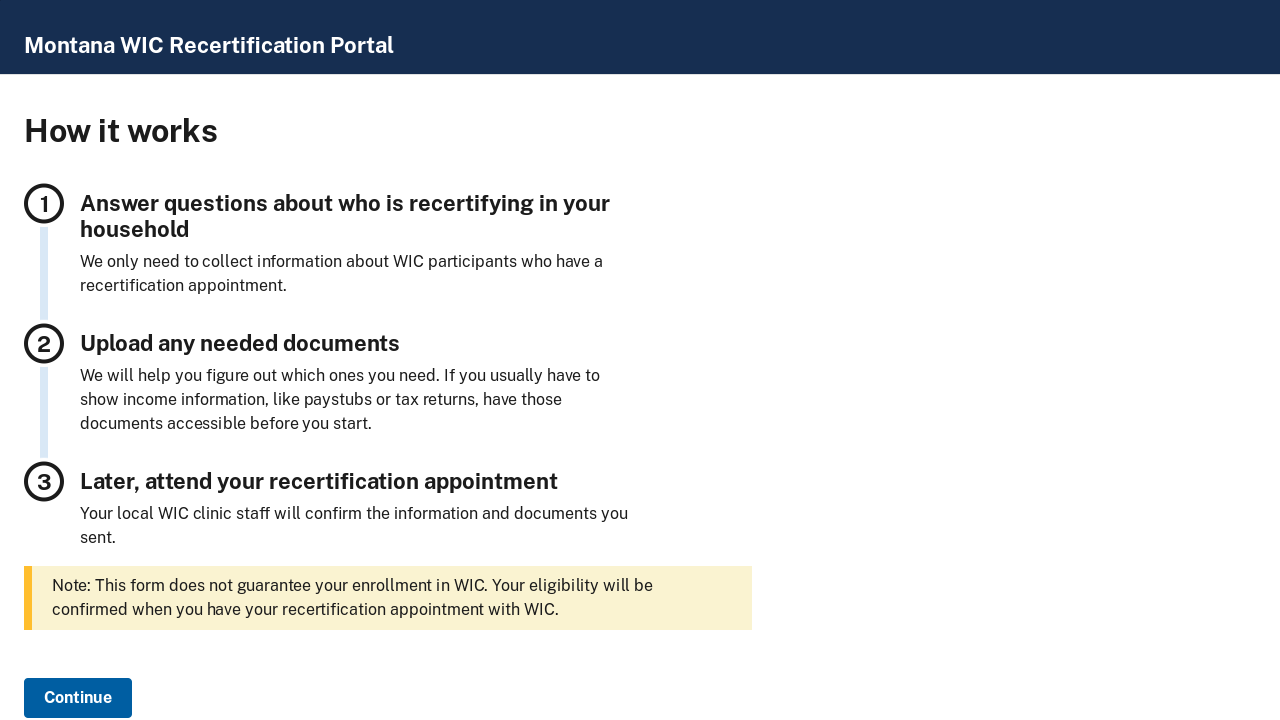 Montana WIC Recertification Portal
How it works
1
Answer questions about who is recertifying in your
household
We only need to collect information about WIC participants who have a
recertification appointment.
2
Upload any needed documents
We will help you figure out which ones you need. If you usually have to
show income information, like paystubs or tax returns, have those
documents accessible before you start.
3
Later, attend your recertification appointment
Your local WIC clinic staff will confirm the information and documents you
sent.
Note: This form does not guarantee your enrollment in WIC. Your eligibility will be
confirmed when you have your recertification appointment with WIC.
Continue